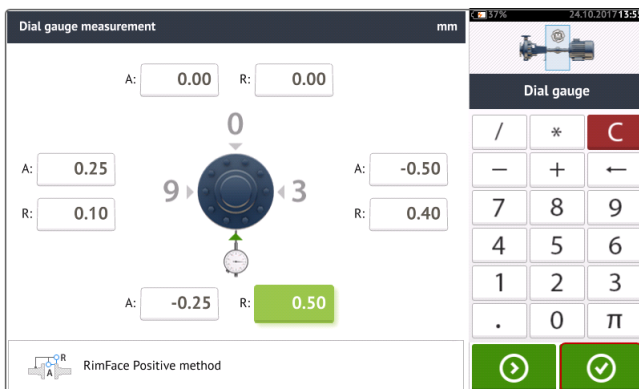 Dial gauge measurement mm
37% 24.10.2017 13:5
A: 0.00 R: 0.00
0
A: 0.25
R: 0.10
9
3
A: -0.50
R: 0.40
A: -0.25 R: 0.50
R
A
RimFace Positive method
Dial gauge
/ * C
− + ←
7 8 9
4 5 6
1 2 3
. 0 π